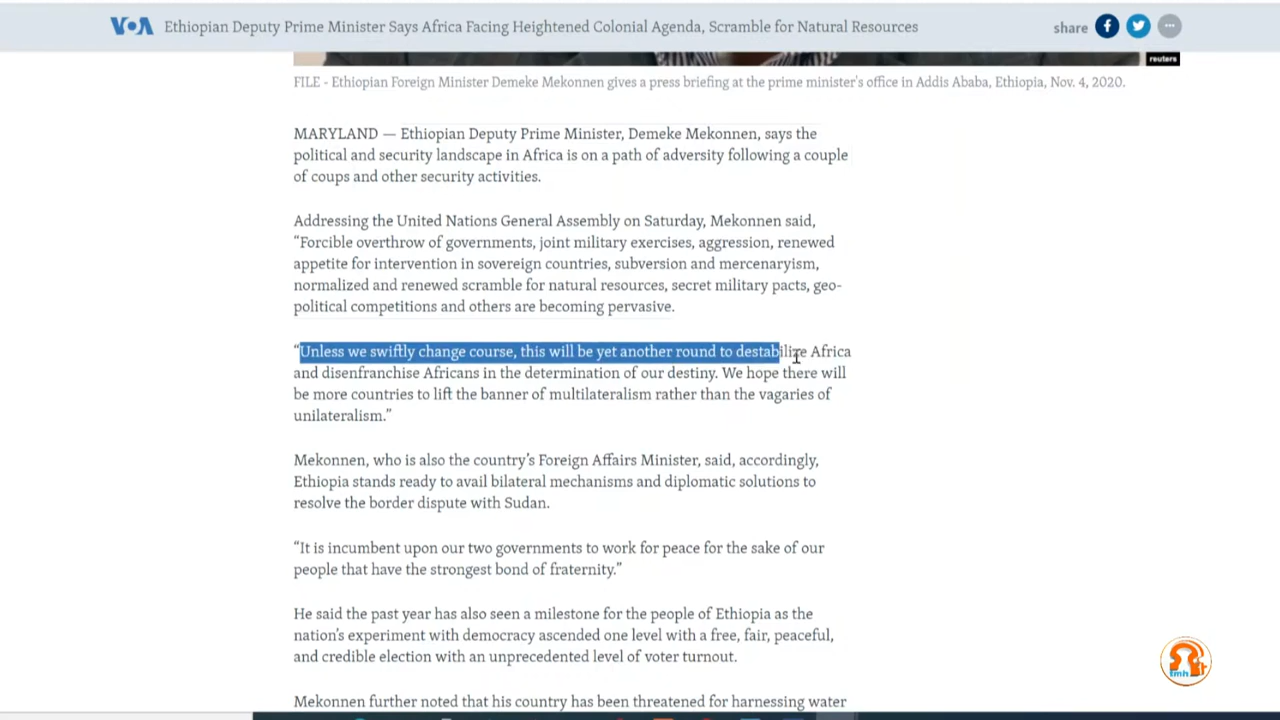 VOA Ethiopian Deputy Prime Minister Says Africa Facing Heightened Colonial Agenda, Scramble for Natural Resources share
reuters
FILE - Ethiopian Foreign Minister Demeke Mekonnen gives a press briefing at the prime minister's office in Addis Ababa, Ethiopia, Nov. 4, 2020.
MARYLAND — Ethiopian Deputy Prime Minister, Demeke Mekonnen, says the
political and security landscape in Africa is on a path of adversity following a couple
of coups and other security activities.
Addressing the United Nations General Assembly on Saturday, Mekonnen said,
“Forcible overthrow of governments, joint military exercises, aggression, renewed
appetite for intervention in sovereign countries, subversion and mercenaryism,
normalized and renewed scramble for natural resources, secret military pacts, geo-
political competitions and others are becoming pervasive.
“Unless we swiftly change course, this will be yet another round to destabilize Africa
and disenfranchise Africans in the determination of our destiny. We hope there will
be more countries to lift the banner of multilateralism rather than the vagaries of
unilateralism.”
Mekonnen, who is also the country’s Foreign Affairs Minister, said, accordingly,
Ethiopia stands ready to avail bilateral mechanisms and diplomatic solutions to
resolve the border dispute with Sudan.
“It is incumbent upon our two governments to work for peace for the sake of our
people that have the strongest bond of fraternity.”
He said the past year has also seen a milestone for the people of Ethiopia as the
nation’s experiment with democracy ascended one level with a free, fair, peaceful,
and credible election with an unprecedented level of voter turnout.
Mekonnen further noted that his country has been threatened for harnessing water
tmh